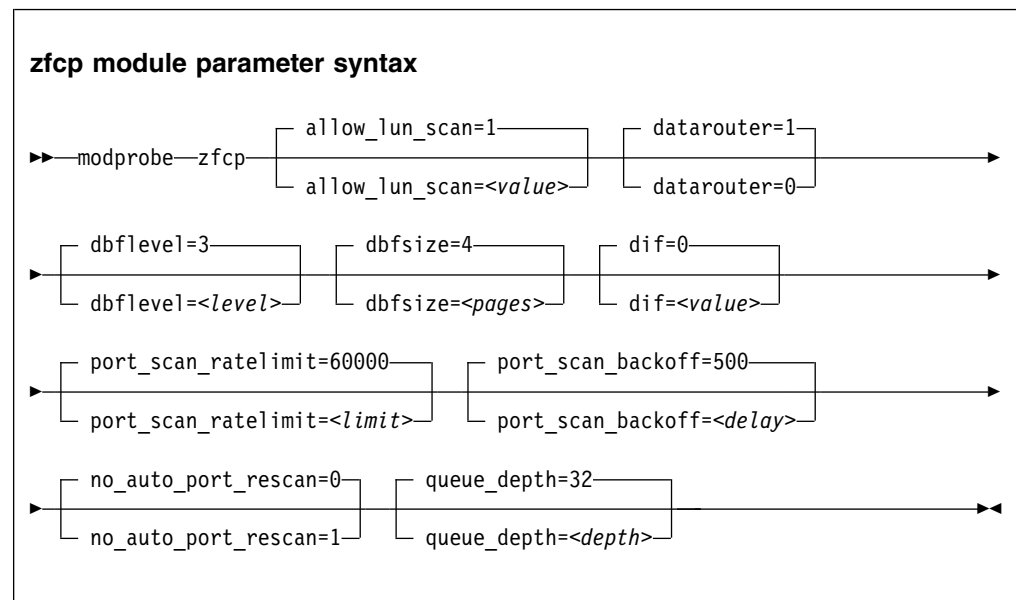 zfcp module parameter syntax
allow_lun_scan=1 datarouter=1
modprobe zfcp
allow_lun_scan=<value> datarouter=0
dbflevel=3 dbfsize=4 dif=0
dbflevel=<level> dbfsize=<pages> dif=<value>
port_scan_ratelimit=60000 port_scan_backoff=500
port_scan_ratelimit=<limit> port_scan_backoff=<delay>
no_auto_port_rescan=0 queue_depth=32
no_auto_port_rescan=1 queue_depth=<depth>